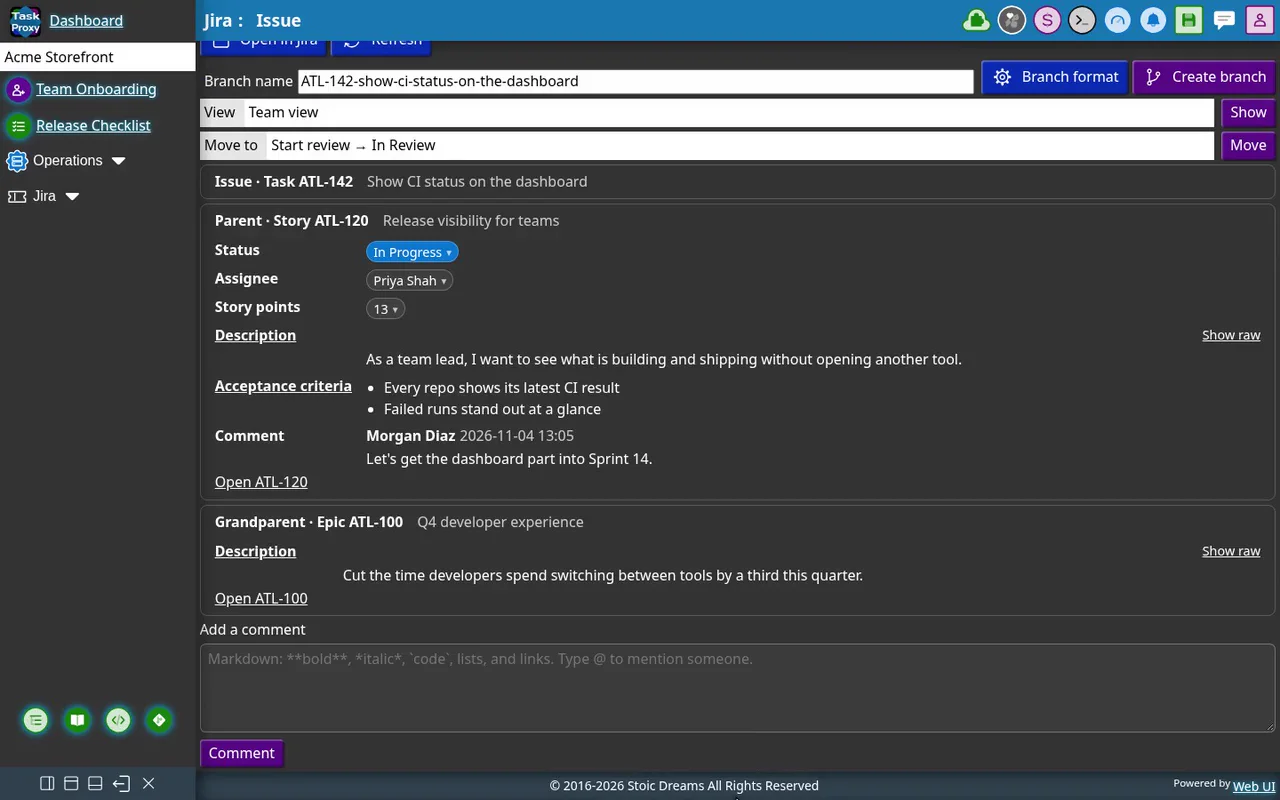 Task Proxy
Dashboard
Jira : Issue
S
Acme Storefront
Team Onboarding
Release Checklist
Operations
Jira
Open in Jira
Refresh
Branch name ATL-142-show-ci-status-on-the-dashboard
Branch format
Create branch
View Team view
Show
Move to Start review → In Review
Move
Issue · Task ATL-142 Show CI status on the dashboard
Parent · Story ATL-120 Release visibility for teams
Status In Progress ▾
Assignee Priya Shah ▾
Story points 13 ▾
Description Show raw
As a team lead, I want to see what is building and shipping without opening another tool.
Acceptance criteria • Every repo shows its latest CI result
• Failed runs stand out at a glance
Comment Morgan Diaz 2026-11-04 13:05
Let's get the dashboard part into Sprint 14.
Open ATL-120
Grandparent · Epic ATL-100 Q4 developer experience
Description Show raw
Cut the time developers spend switching between tools by a third this quarter.
Open ATL-100
Add a comment
Markdown: **bold**, *italic*, `code`, lists, and links. Type @ to mention someone.
Comment
© 2016-2026 Stoic Dreams All Rights Reserved
Powered by Web UI